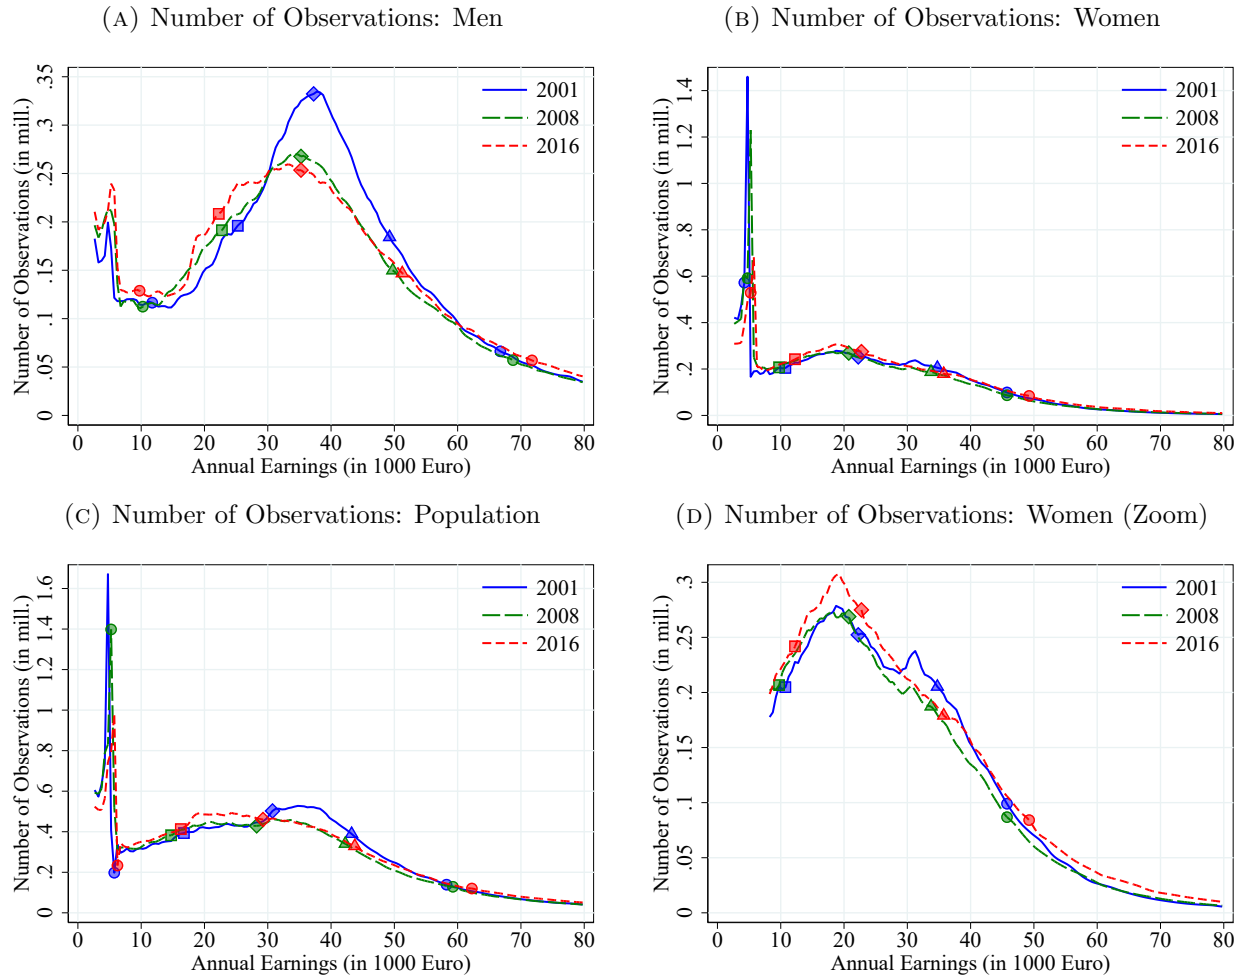 (A) Number of Observations: Men
Number of Observations (in mill.)
.35
.3
.25
.2
.15
.1
.05
0
2001
2008
2016
0 10 20 30 40 50 60 70 80
Annual Earnings (in 1000 Euro)
(B) Number of Observations: Women
Number of Observations (in mill.)
1.4
1.2
1
.8
.6
.4
.2
0
2001
2008
2016
0 10 20 30 40 50 60 70 80
Annual Earnings (in 1000 Euro)
(C) Number of Observations: Population
Number of Observations (in mill.)
1.6
1.4
1.2
1
.8
.6
.4
.2
0
2001
2008
2016
0 10 20 30 40 50 60 70 80
Annual Earnings (in 1000 Euro)
(D) Number of Observations: Women (Zoom)
Number of Observations (in mill.)
.3
.25
.2
.15
.1
.05
0
2001
2008
2016
0 10 20 30 40 50 60 70 80
Annual Earnings (in 1000 Euro)